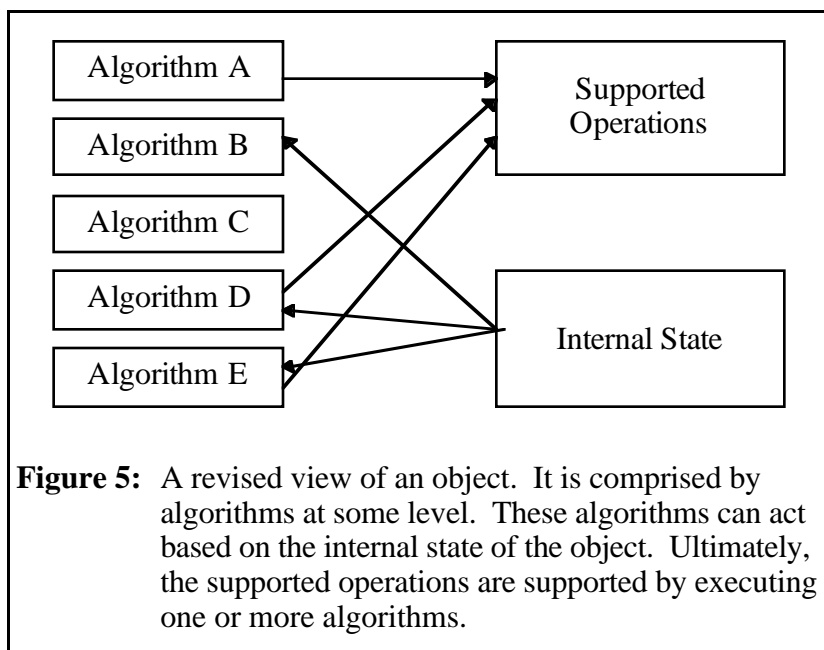 Algorithm A
Algorithm B
Algorithm C
Algorithm D
Algorithm E
Supported
Operations
Internal State
Figure 5: A revised view of an object. It is comprised by
algorithms at some level. These algorithms can act
based on the internal state of the object. Ultimately,
the supported operations are supported by executing
one or more algorithms.